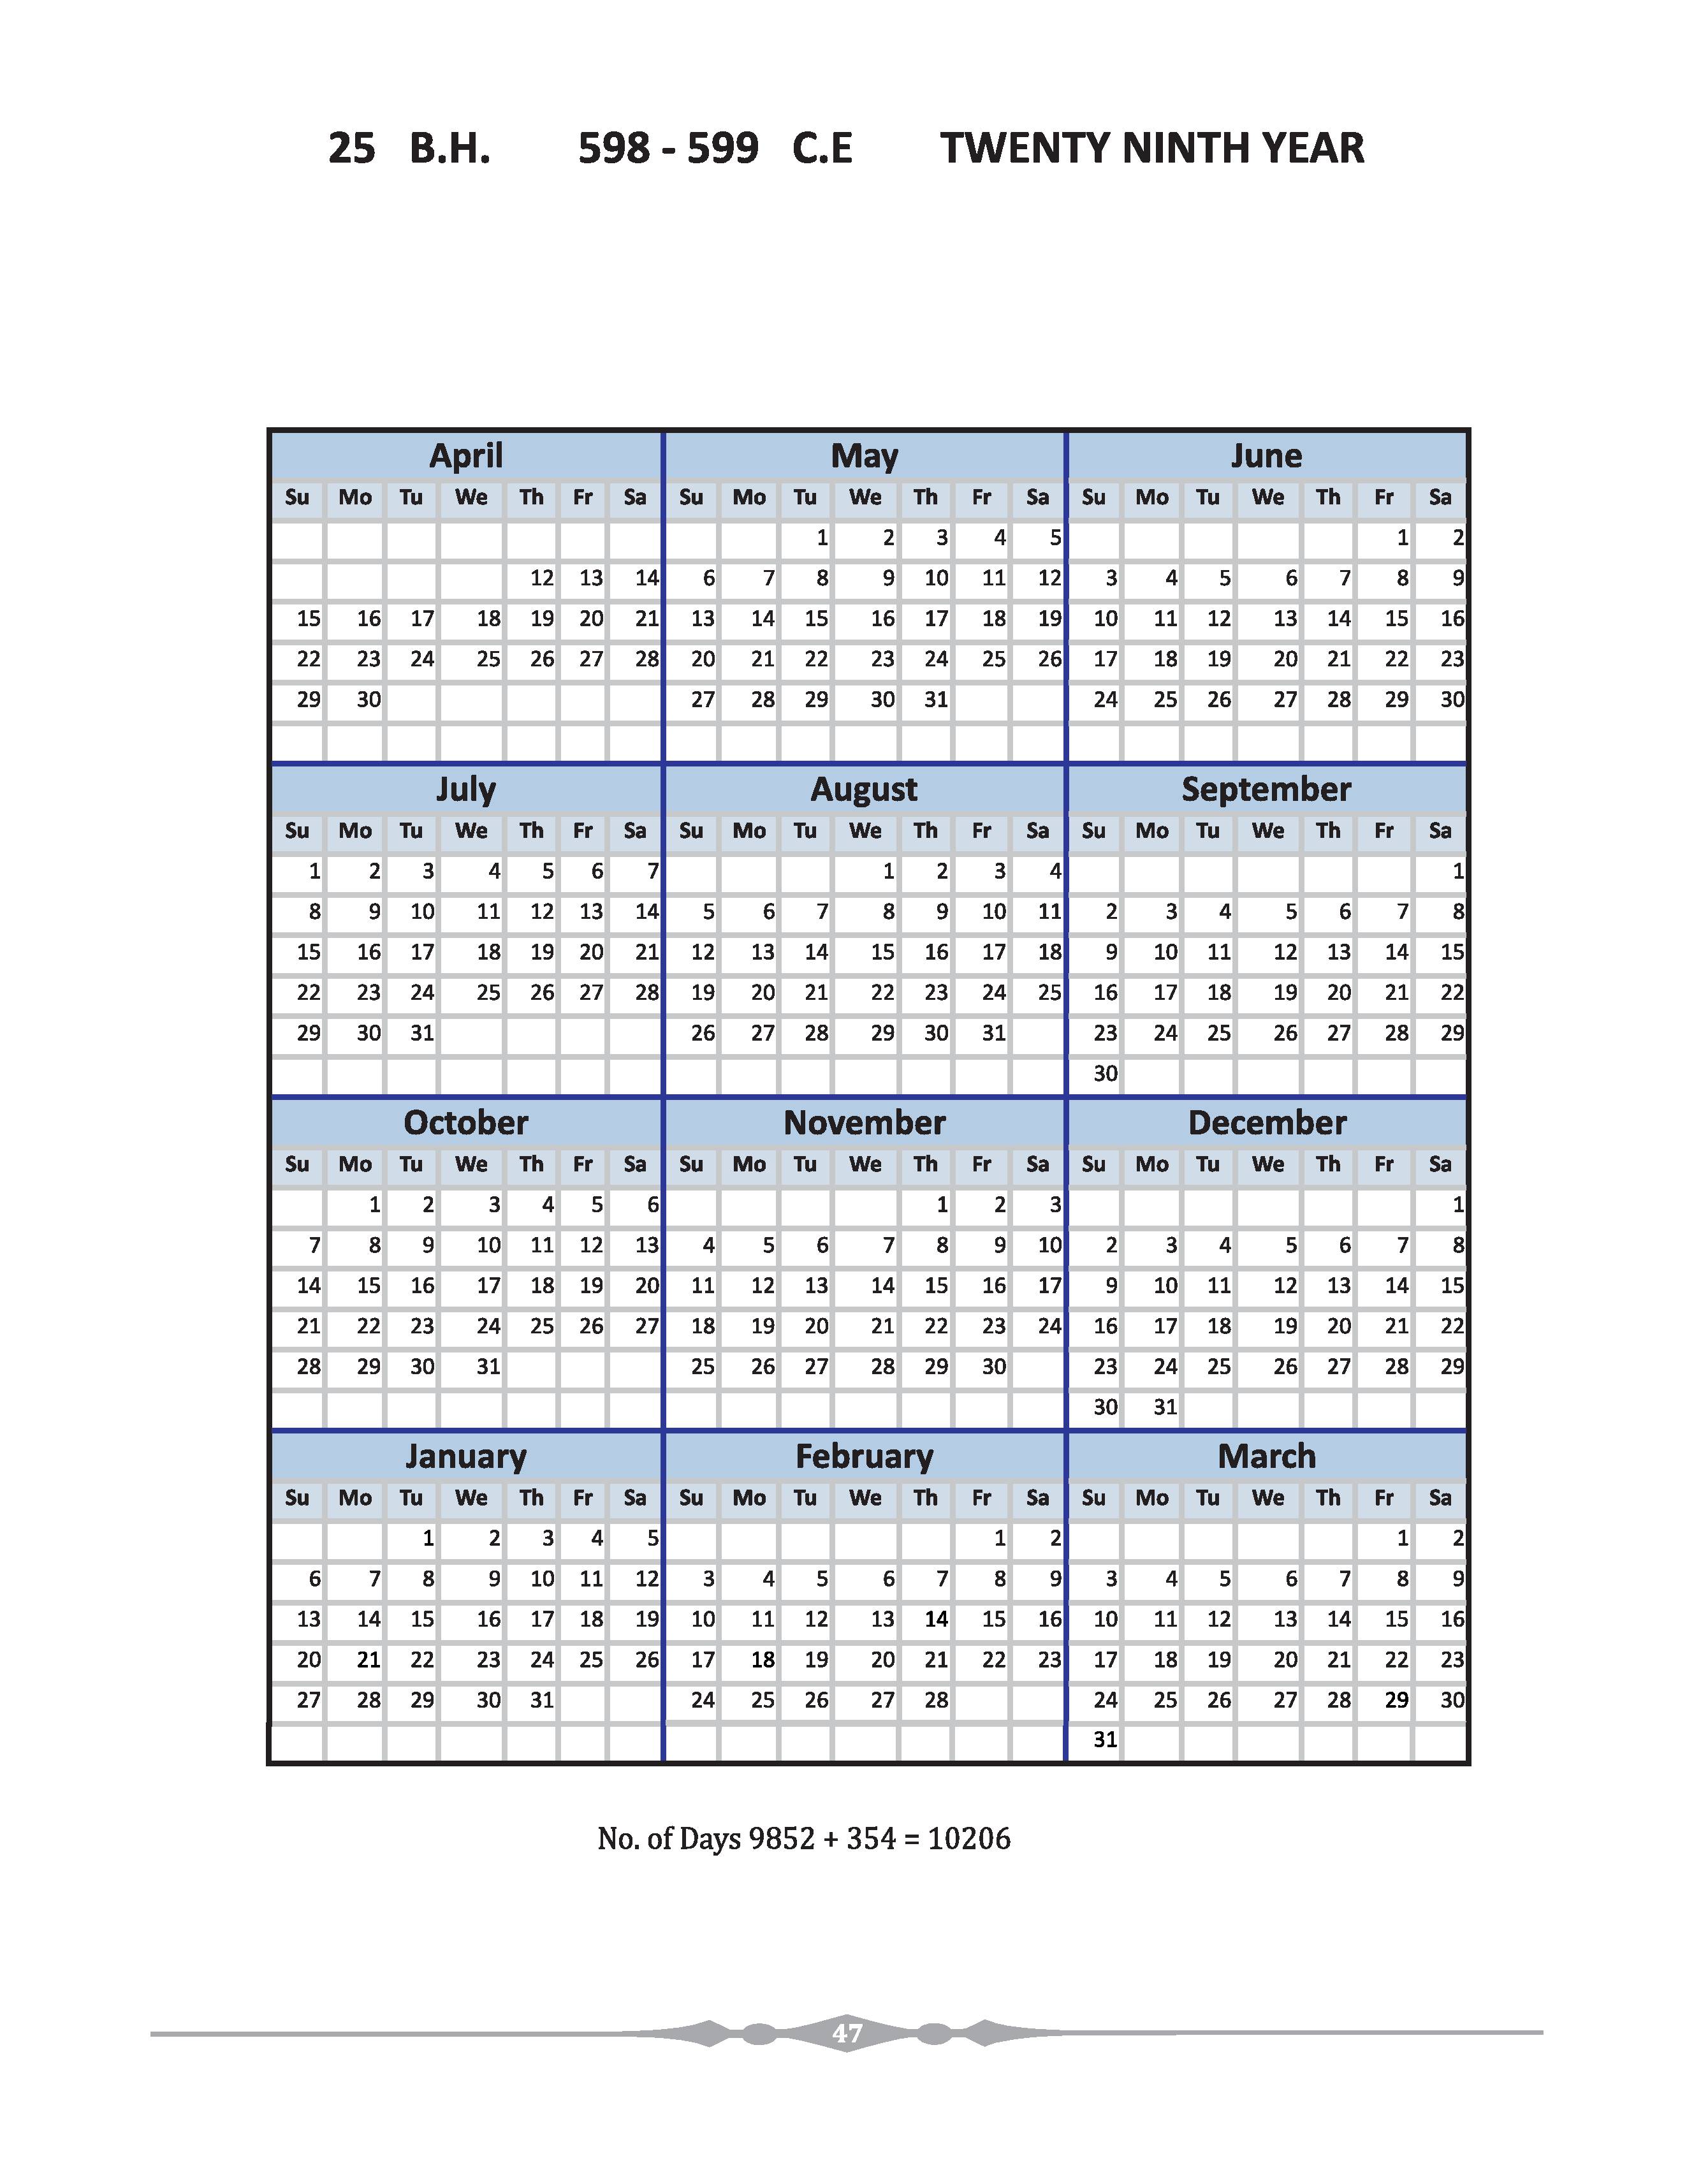 25 B.H. 598 - 599 C.E TWENTY NINTH YEAR
April May June
Su Mo Tu We Th Fr Sa Su Mo Tu We Th Fr Sa Su Mo Tu We Th Fr Sa
1 2 3 4 5 1 2
12 13 14 6 7 8 9 10 11 12 3 4 5 6 7 8 9
15 16 17 18 19 20 21 13 14 15 16 17 18 19 10 11 12 13 14 15 16
22 23 24 25 26 27 28 20 21 22 23 24 25 26 17 18 19 20 21 22 23
29 30 27 28 29 30 31 24 25 26 27 28 29 30
July August September
Su Mo Tu We Th Fr Sa Su Mo Tu We Th Fr Sa Su Mo Tu We Th Fr Sa
1 2 3 4 5 6 7 1 2 3 4 1
8 9 10 11 12 13 14 5 6 7 8 9 10 11 2 3 4 5 6 7 8
15 16 17 18 19 20 21 12 13 14 15 16 17 18 9 10 11 12 13 14 15
22 23 24 25 26 27 28 19 20 21 22 23 24 25 16 17 18 19 20 21 22
29 30 31 26 27 28 29 30 31 23 24 25 26 27 28 29
30
October November December
Su Mo Tu We Th Fr Sa Su Mo Tu We Th Fr Sa Su Mo Tu We Th Fr Sa
1 2 3 4 5 6 1 2 3 1
7 8 9 10 11 12 13 4 5 6 7 8 9 10 2 3 4 5 6 7 8
14 15 16 17 18 19 20 11 12 13 14 15 16 17 9 10 11 12 13 14 15
21 22 23 24 25 26 27 18 19 20 21 22 23 24 16 17 18 19 20 21 22
28 29 30 31 25 26 27 28 29 30 23 24 25 26 27 28 29
30 31
January February March
Su Mo Tu We Th Fr Sa Su Mo Tu We Th Fr Sa Su Mo Tu We Th Fr Sa
1 2 3 4 5 1 2 1 2
6 7 8 9 10 11 12 3 4 5 6 7 8 9 3 4 5 6 7 8 9
13 14 15 16 17 18 19 10 11 12 13 14 15 16 10 11 12 13 14 15 16
20 21 22 23 24 25 26 17 18 19 20 21 22 23 17 18 19 20 21 22 23
27 28 29 30 31 24 25 26 27 28 24 25 26 27 28 29 30
31
No. of Days 9852 + 354 = 10206
47